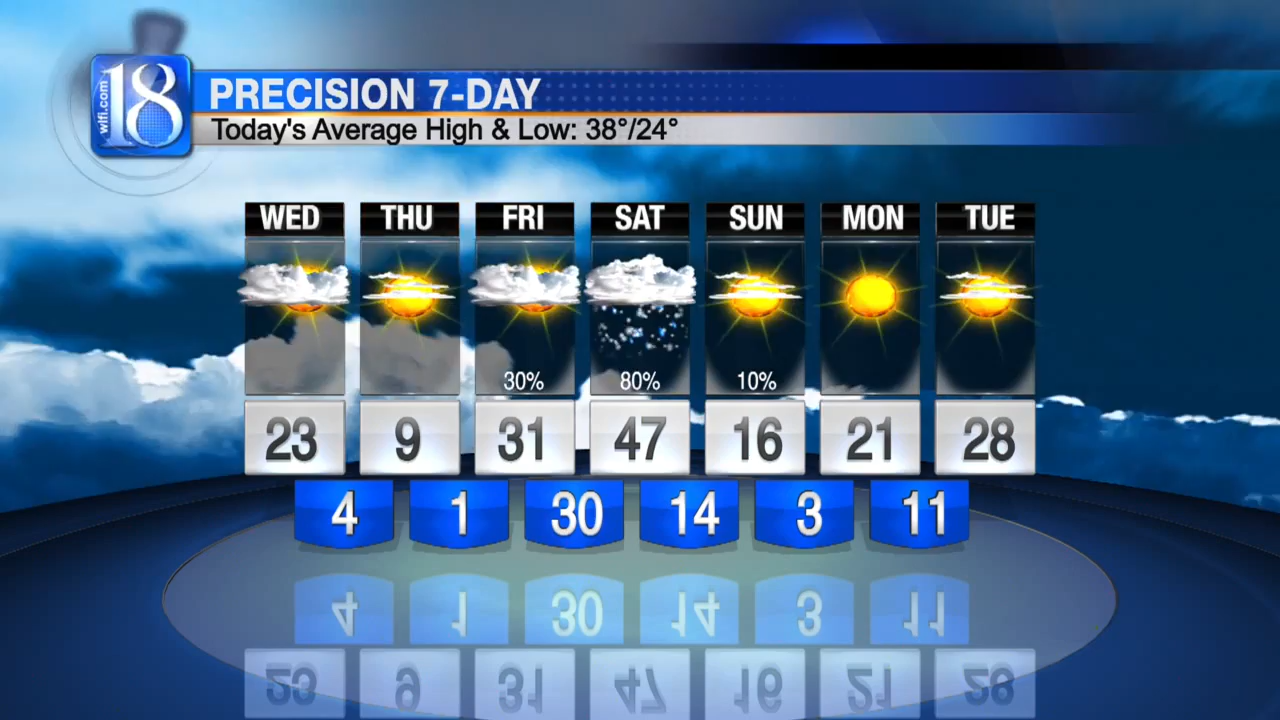 wlfi.com
18
PRECISION 7-DAY
Today's Average High & Low: 38°/24°
WED THU FRI SAT SUN MON TUE
30% 80% 10%
23 9 31 47 16 21 28
4 1 30 14 3 11